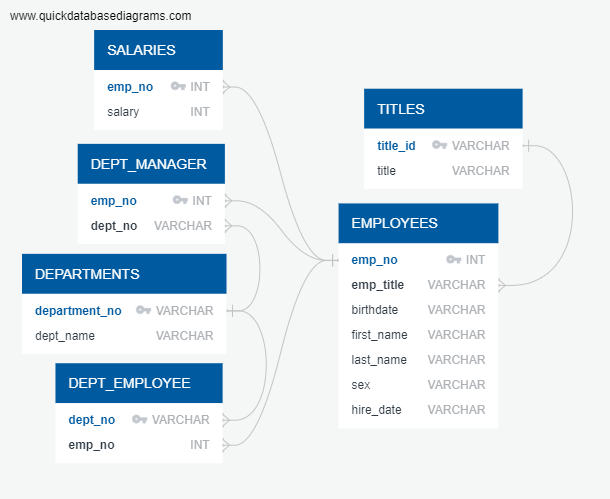 www.quickdatabasediagrams.com
SALARIES
emp_no INT
salary INT
DEPT_MANAGER
emp_no INT
dept_no VARCHAR
DEPARTMENTS
department_no VARCHAR
dept_name VARCHAR
DEPT_EMPLOYEE
dept_no VARCHAR
emp_no INT
TITLES
title_id VARCHAR
title VARCHAR
EMPLOYEES
emp_no INT
emp_title VARCHAR
birthdate VARCHAR
first_name VARCHAR
last_name VARCHAR
sex VARCHAR
hire_date VARCHAR